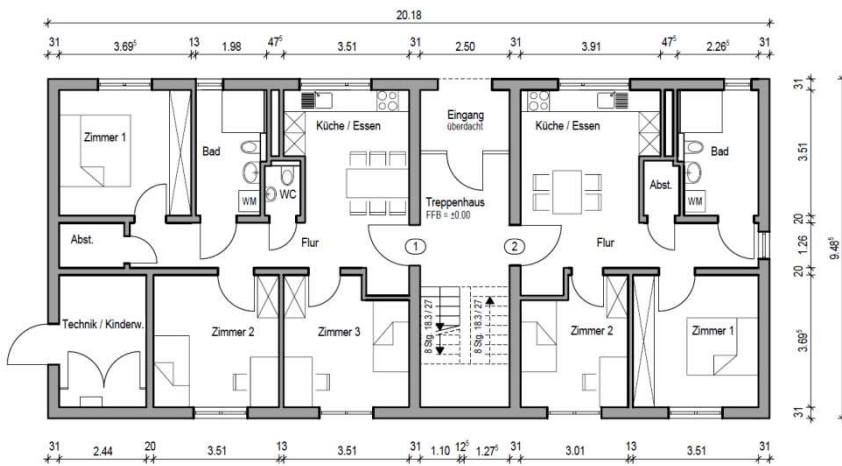 20.18
31 3.69⁵ 13 1.98 47⁵ 3.51 31 2.50 31 3.91 47⁵ 2.26⁵ 31
Zimmer 1
Bad
WM
WC
Küche / Essen
Eingang
überdacht
Treppenhaus
FFB = ±0.00
Küche / Essen
Abst.
Bad
WM
Abst.
Flur
1
2
Flur
Technik / Kinderw.
Zimmer 2
Zimmer 3
8 Stg. 18.3 / 27
8 Stg. 18.3 / 27
Zimmer 2
Zimmer 1
31
3.51
20
1.26
20
3.69⁵
31
9.48⁵
31 2.44 20 3.51 13 3.51 31 1.10 12⁵ 1.27⁵ 31 3.01 13 3.51 31